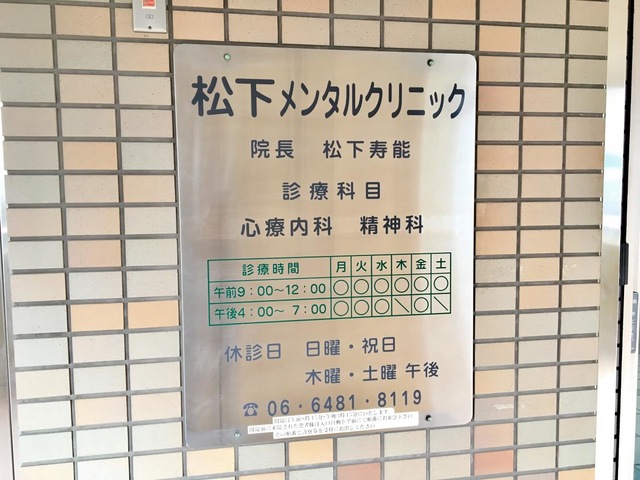 松下メンタルクリニック
院長 松下寿能
診療科目
心療内科 精神科
診療時間 月 火 水 木 金 土
午前9：00～12：00 ○ ○ ○ ○ ○ ○
午後4：00～ 7：00 ○ ○ ○ ＼ ○ ＼
休診日 日曜・祝日
木曜・土曜 午後
☎ 06・6481・8119